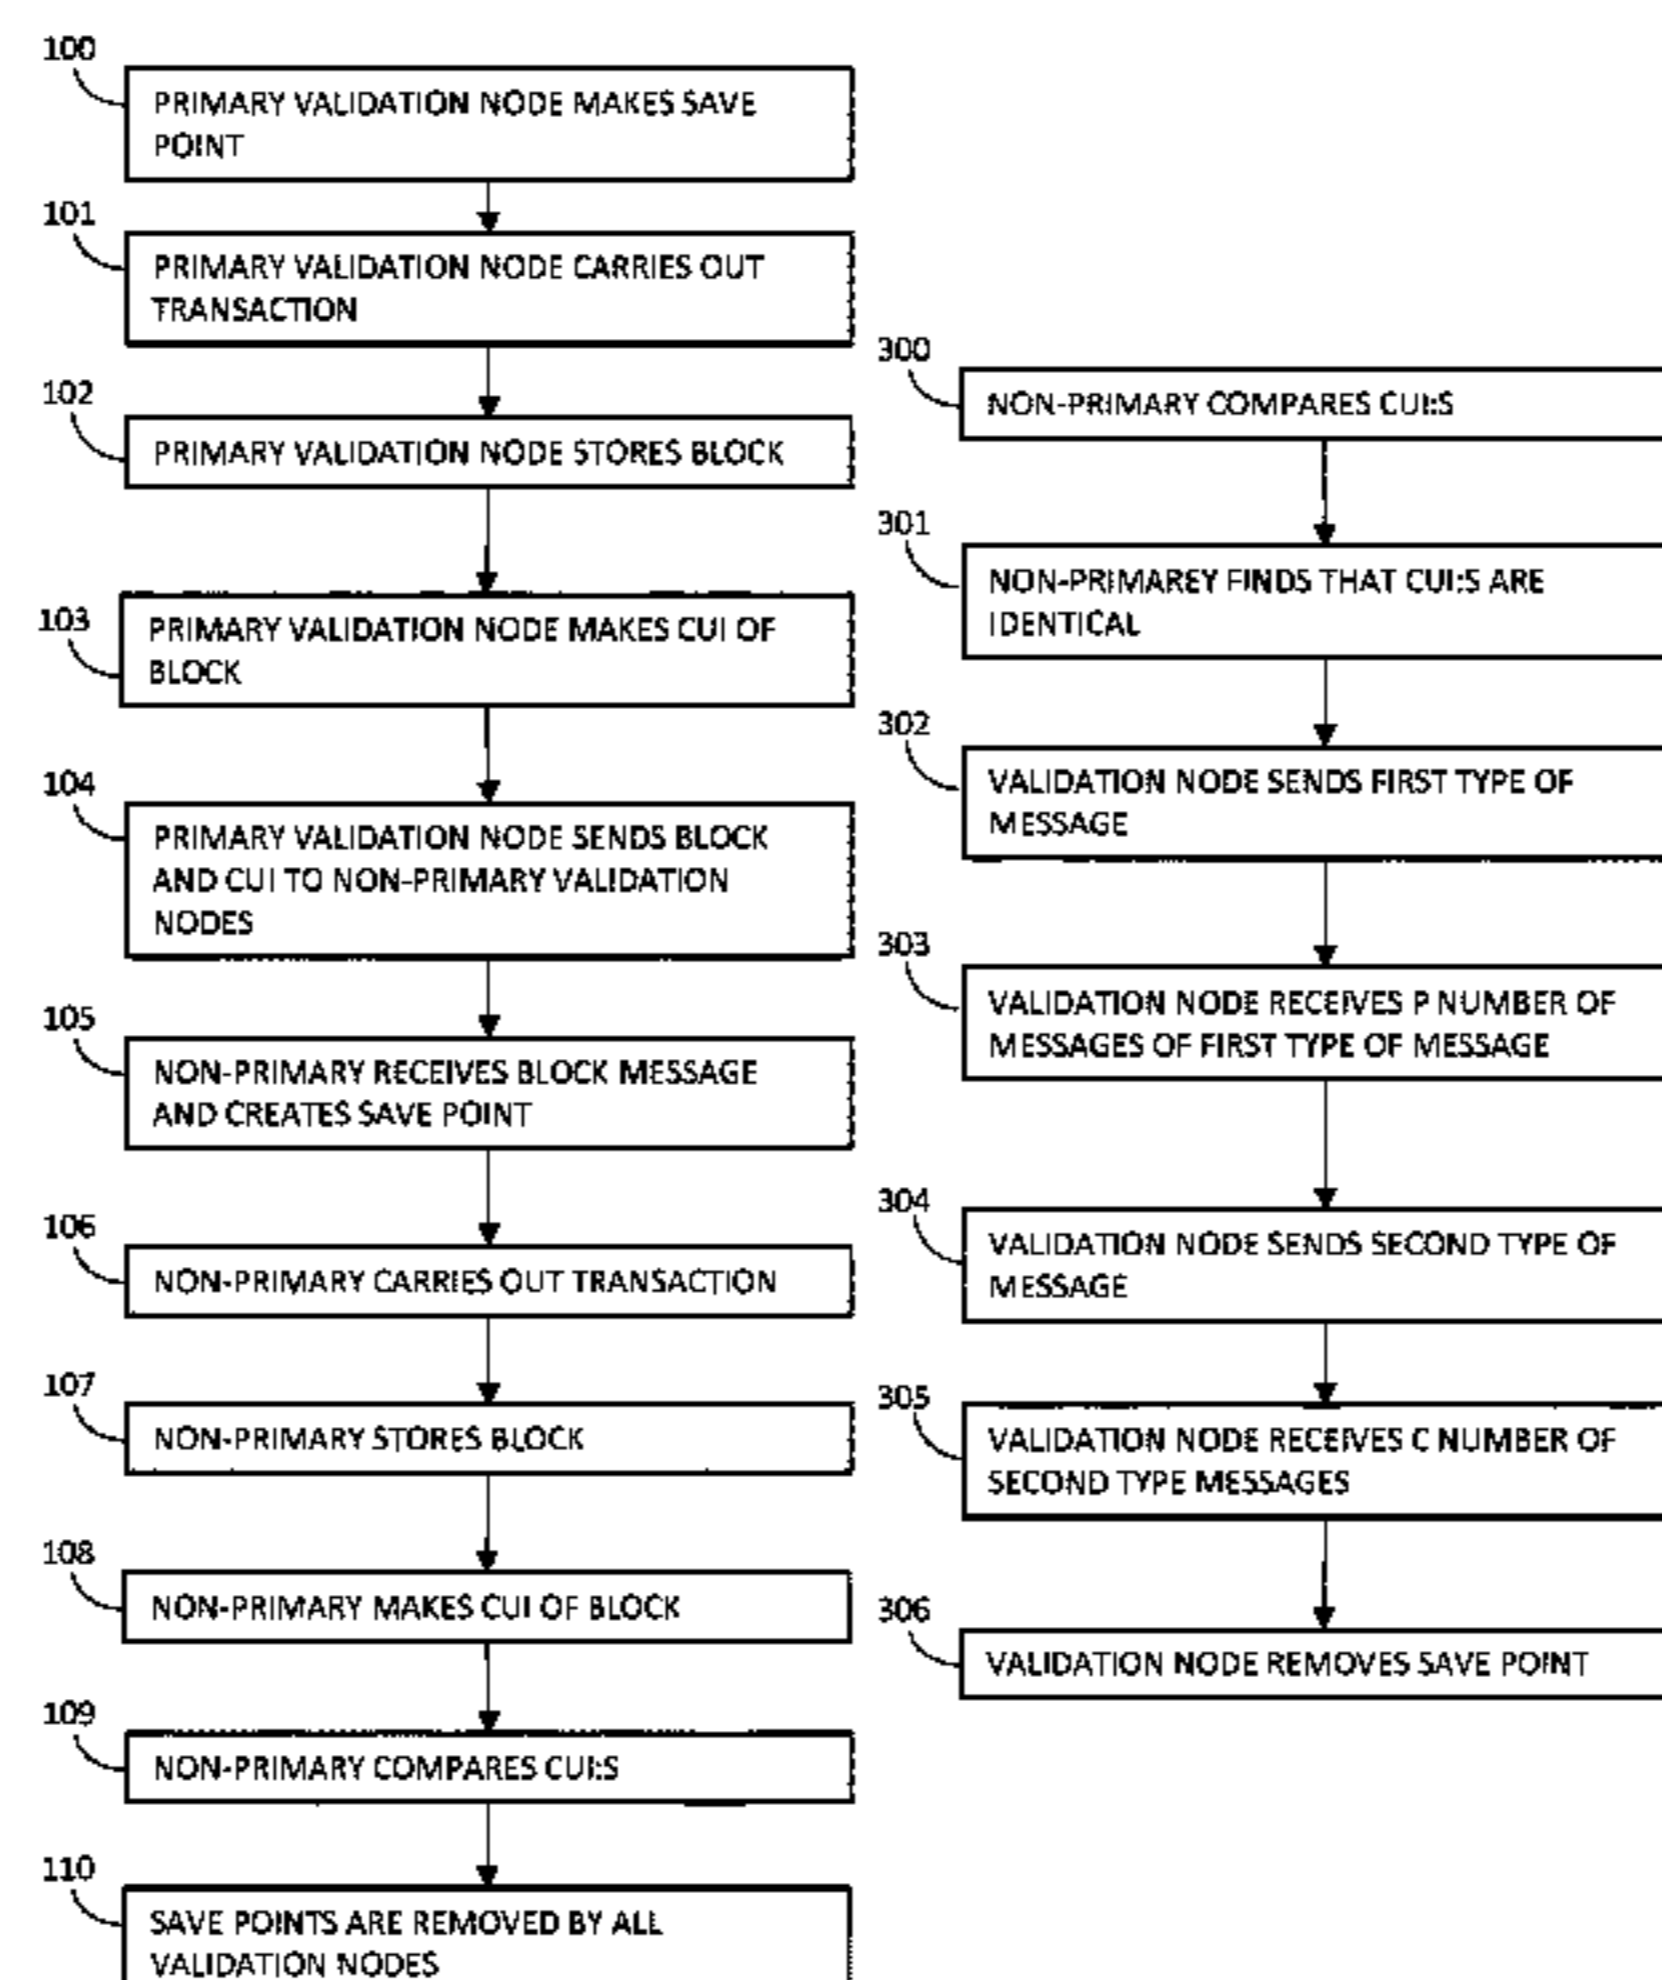 100
PRIMARY VALIDATION NODE MAKES SAVE
POINT
101
PRIMARY VALIDATION NODE CARRIES OUT
TRANSACTION
102
PRIMARY VALIDATION NODE STORES BLOCK
103
PRIMARY VALIDATION NODE MAKES CUI OF
BLOCK
104
PRIMARY VALIDATION NODE SENDS BLOCK
AND CUI TO NON-PRIMARY VALIDATION
NODES
105
NON-PRIMARY RECEIVES BLOCK MESSAGE
AND CREATES SAVE POINT
106
NON-PRIMARY CARRIES OUT TRANSACTION
107
NON-PRIMARY STORES BLOCK
108
NON-PRIMARY MAKES CUI OF BLOCK
109
NON-PRIMARY COMPARES CUI:S
110
SAVE POINTS ARE REMOVED BY ALL
VALIDATION NODES
300
NON-PRIMARY COMPARES CUI:S
301
NON-PRIMAREY FINDS THAT CUI:S ARE
IDENTICAL
302
VALIDATION NODE SENDS FIRST TYPE OF
MESSAGE
303
VALIDATION NODE RECEIVES P NUMBER OF
MESSAGES OF FIRST TYPE OF MESSAGE
304
VALIDATION NODE SENDS SECOND TYPE OF
MESSAGE
305
VALIDATION NODE RECEIVES C NUMBER OF
SECOND TYPE MESSAGES
306
VALIDATION NODE REMOVES SAVE POINT